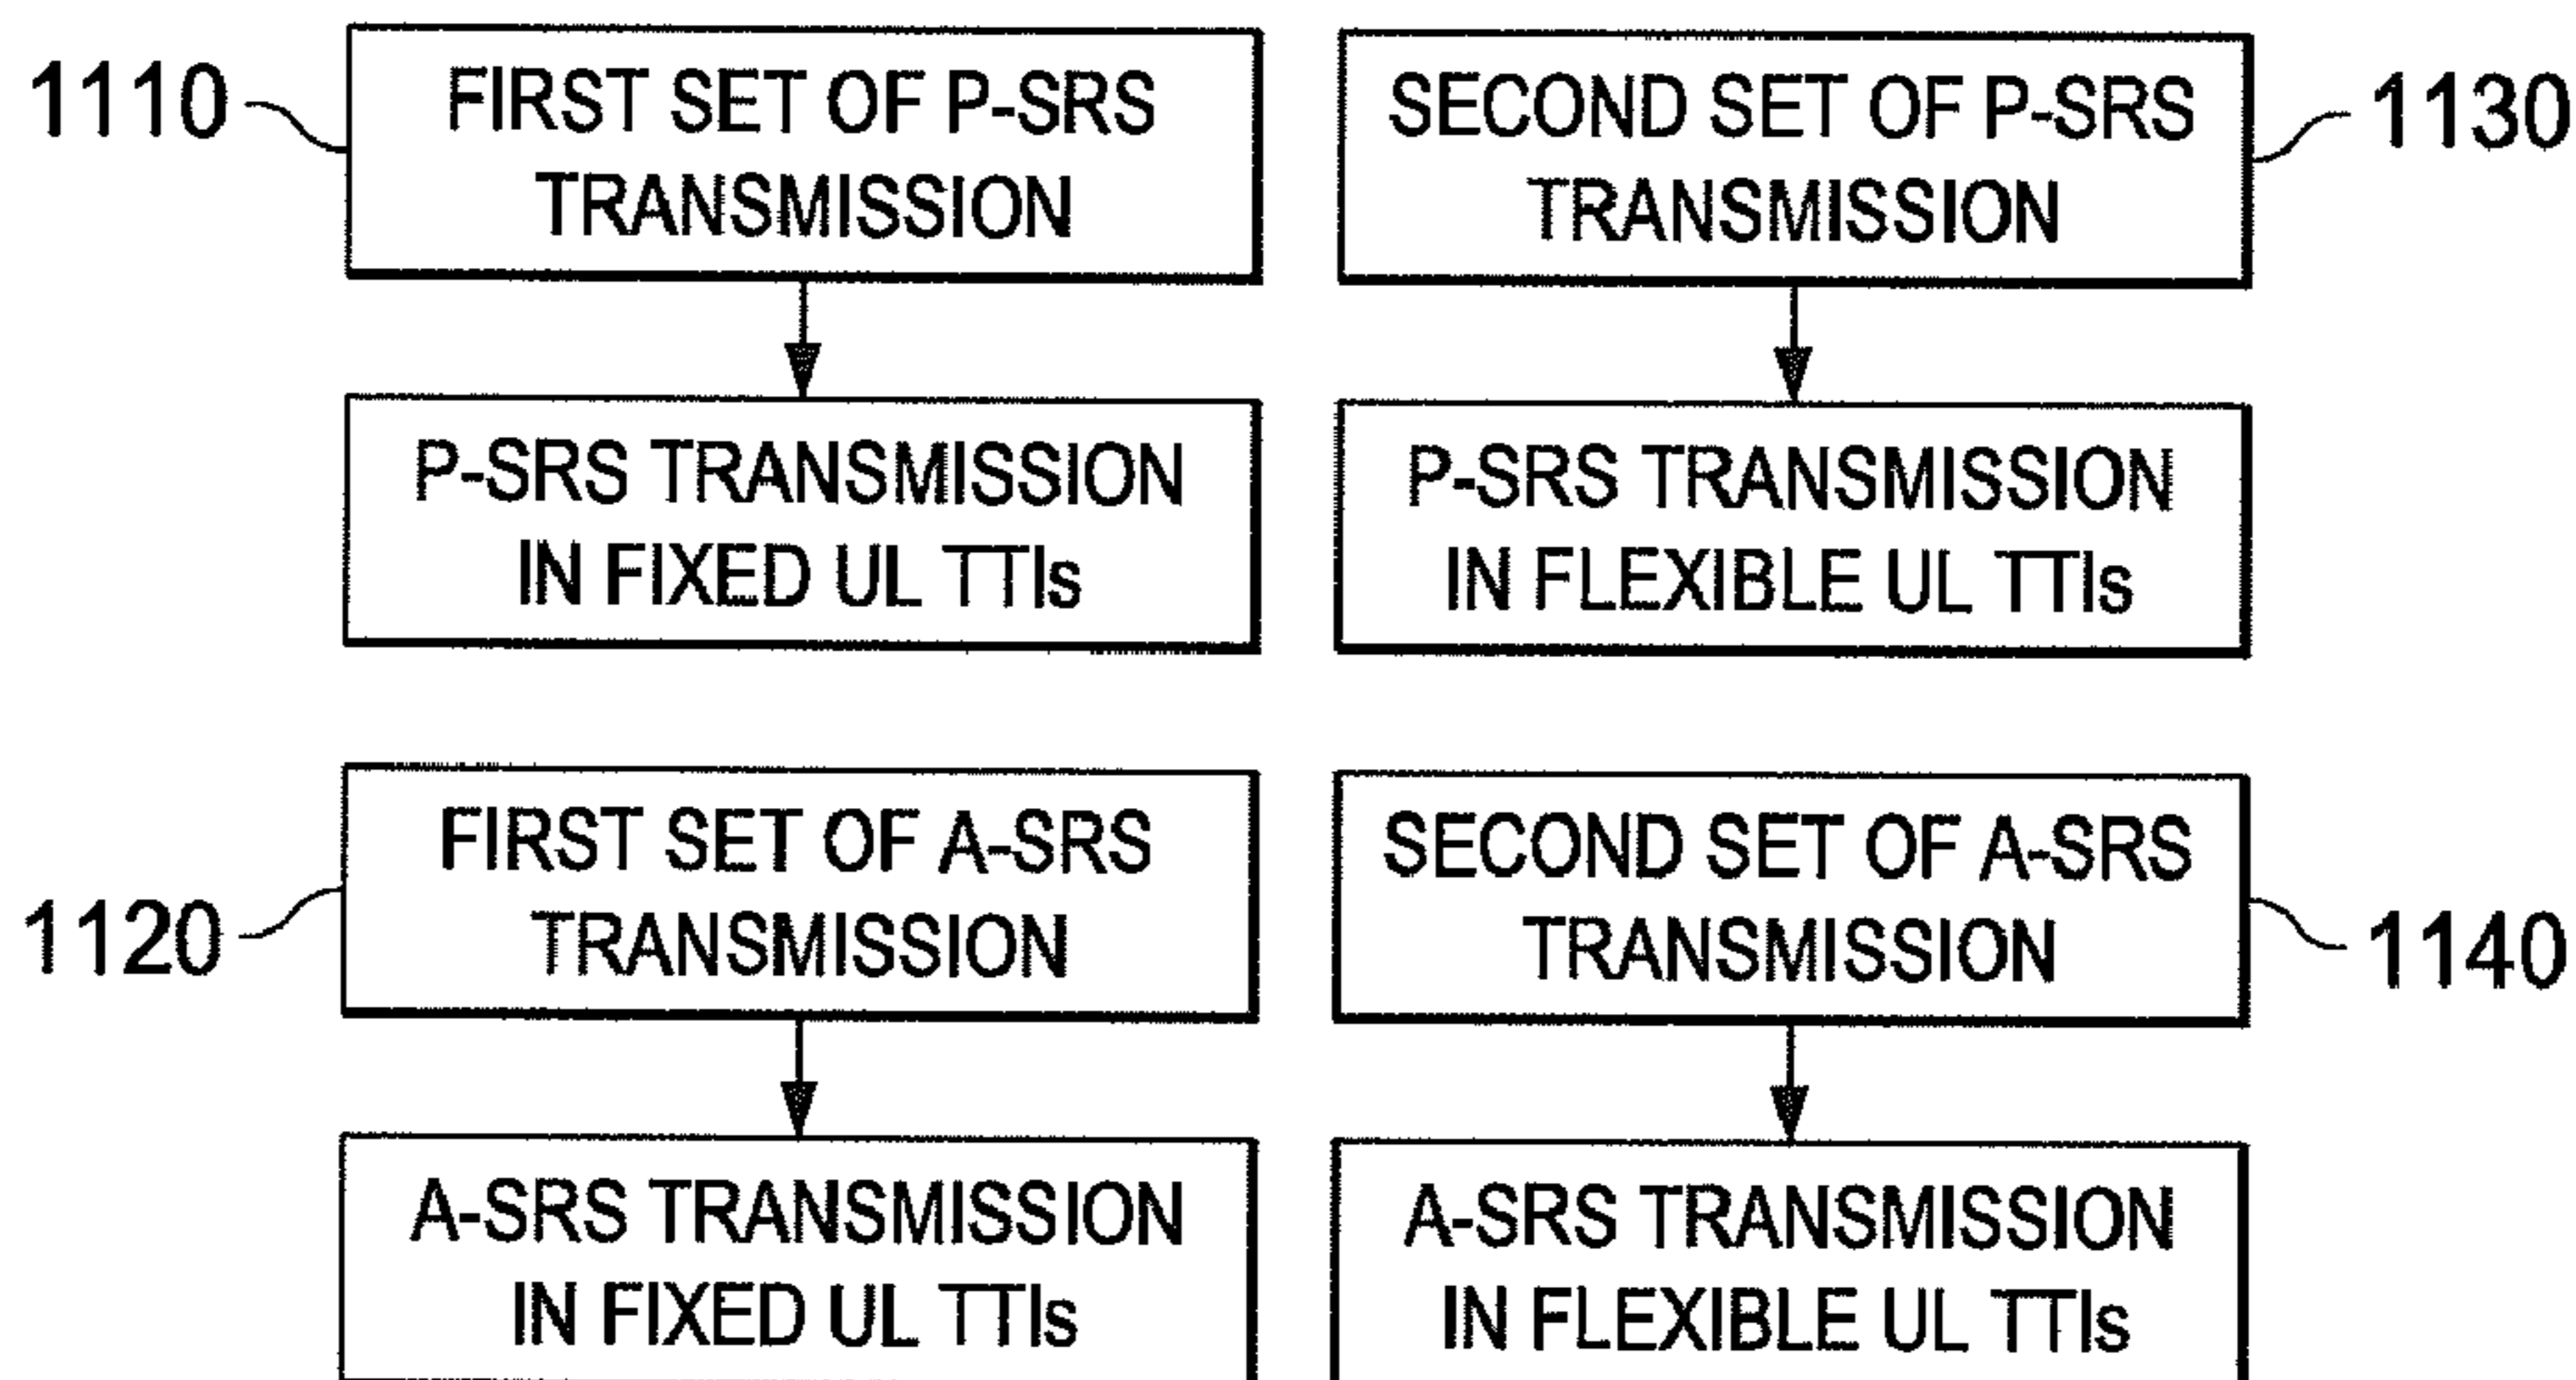 1110
FIRST SET OF P-SRS
TRANSMISSION
SECOND SET OF P-SRS
TRANSMISSION
1130
P-SRS TRANSMISSION
IN FIXED UL TTIs
P-SRS TRANSMISSION
IN FLEXIBLE UL TTIs
1120
FIRST SET OF A-SRS
TRANSMISSION
SECOND SET OF A-SRS
TRANSMISSION
1140
A-SRS TRANSMISSION
IN FIXED UL TTIs
A-SRS TRANSMISSION
IN FLEXIBLE UL TTIs